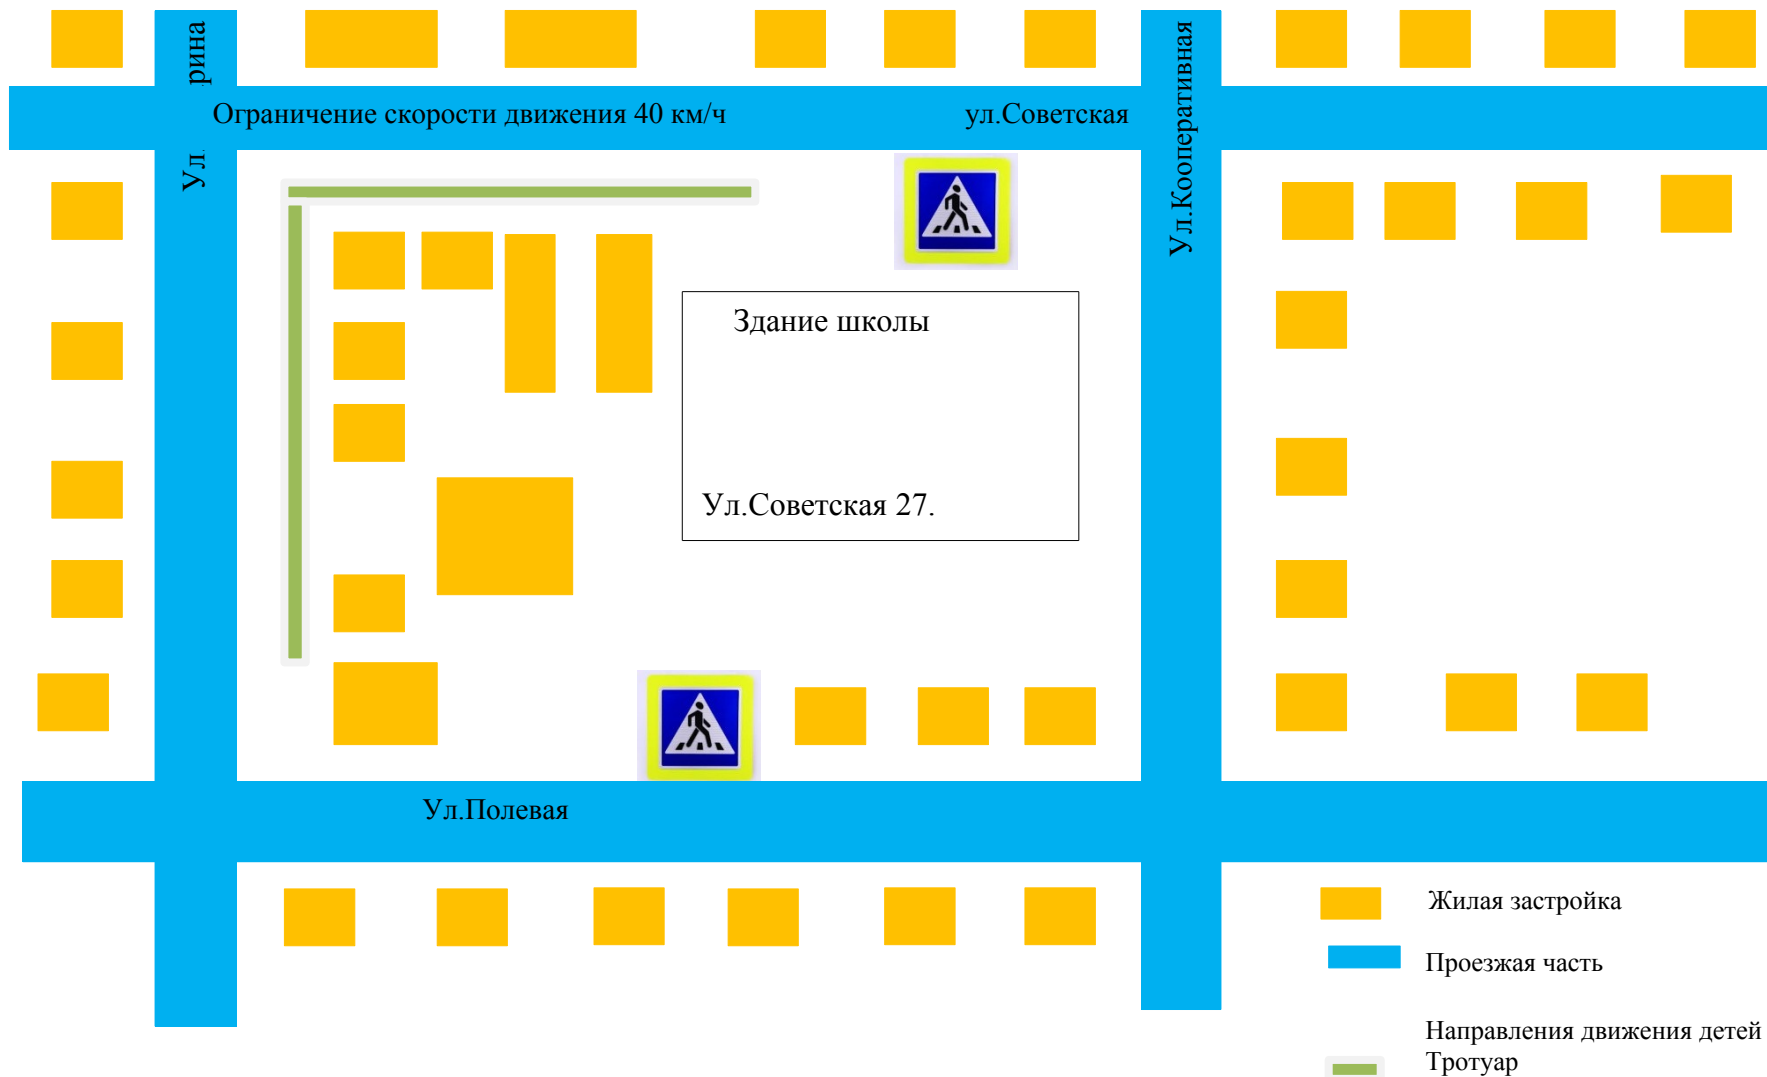 Ул. рина
Ограничение скорости движения 40 км/ч
ул.Советская
Ул.Кооперативная
Здание школы
Ул.Советская 27.
Ул.Полевая
Жилая застройка
Проезжая часть
Направления движения детей
Тротуар